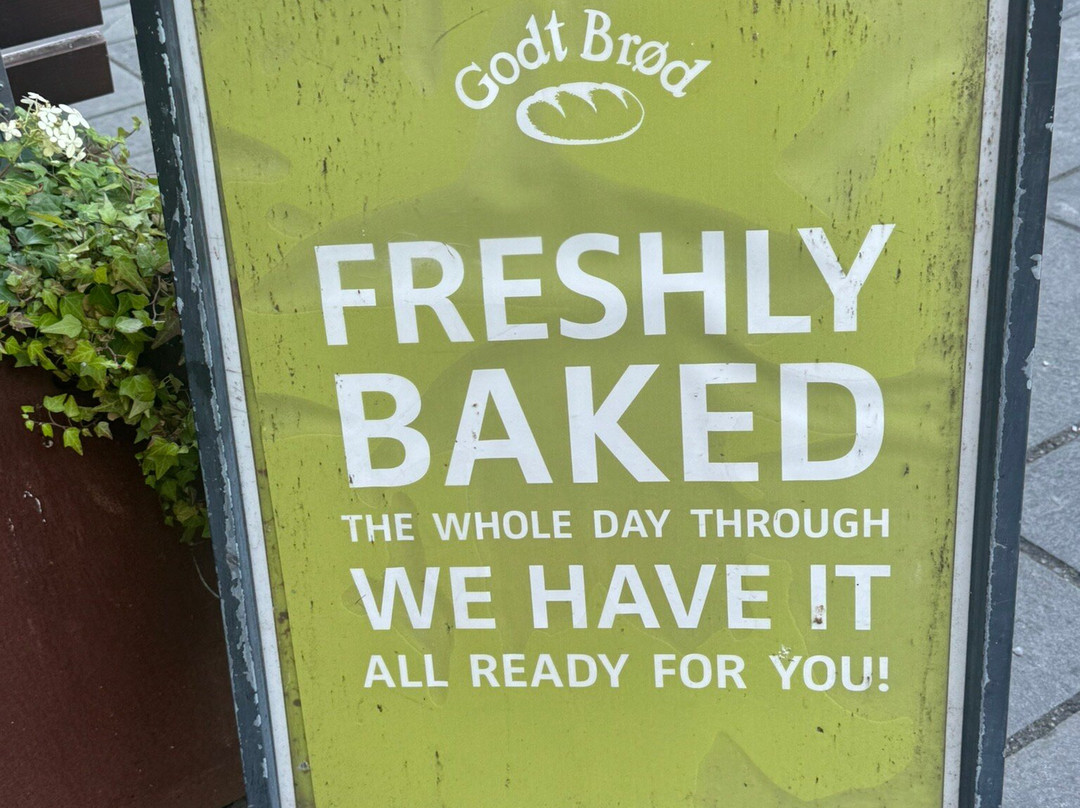 Godt Brød
FRESHLY
BAKED
THE WHOLE DAY THROUGH
WE HAVE IT
ALL READY FOR YOU!